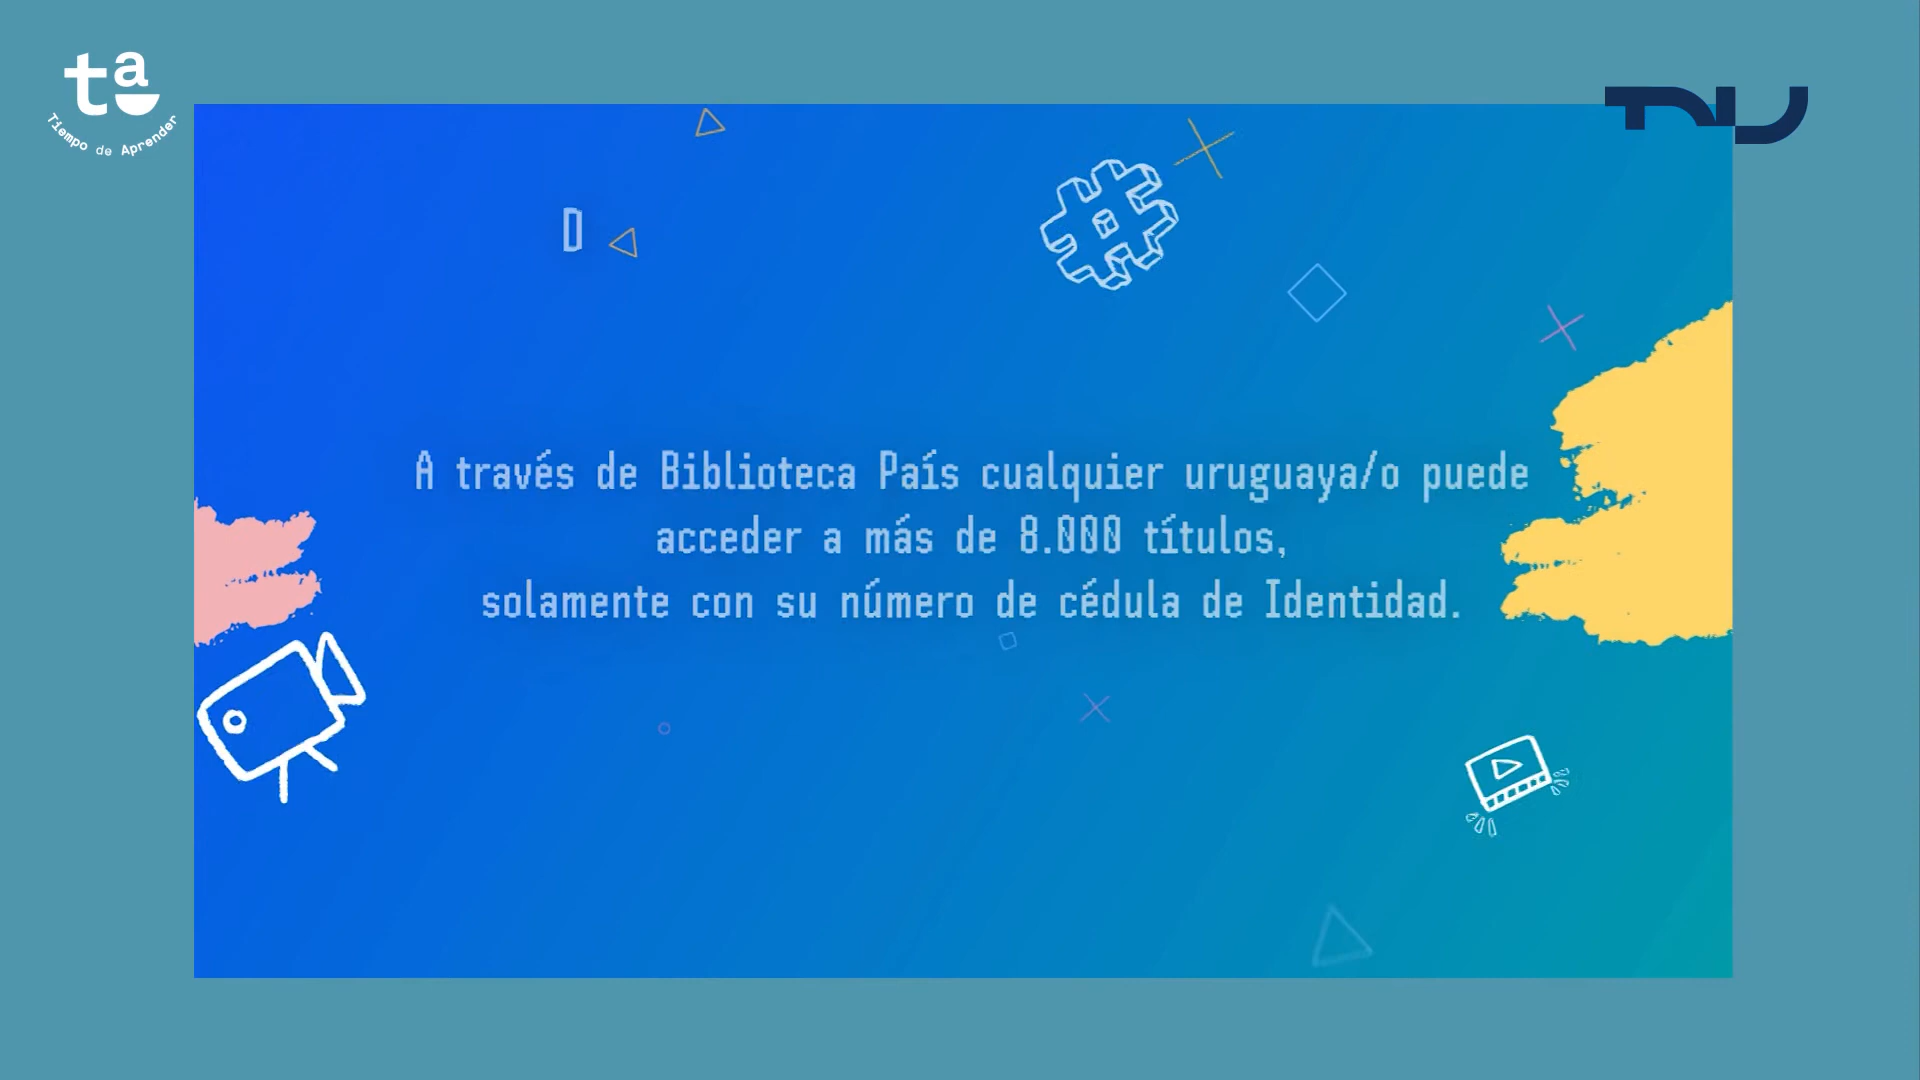 ta
Tiempo de Aprender
TNU
D
A través de Biblioteca País cualquier uruguaya/o puede
acceder a más de 8.000 títulos,
solamente con su número de cédula de Identidad.